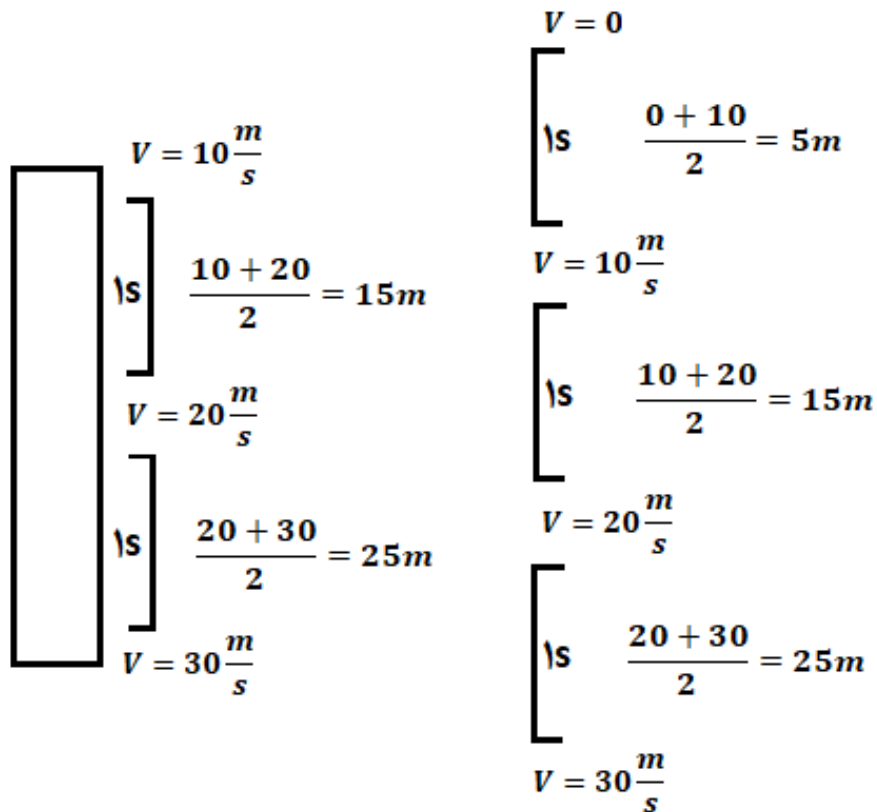 V = 10 m/s
۱s
10 + 20 / 2 = 15m
V = 20 m/s
۱s
20 + 30 / 2 = 25m
V = 30 m/s
V = 0
۱s
0 + 10 / 2 = 5m
V = 10 m/s
۱s
10 + 20 / 2 = 15m
V = 20 m/s
۱s
20 + 30 / 2 = 25m
V = 30 m/s